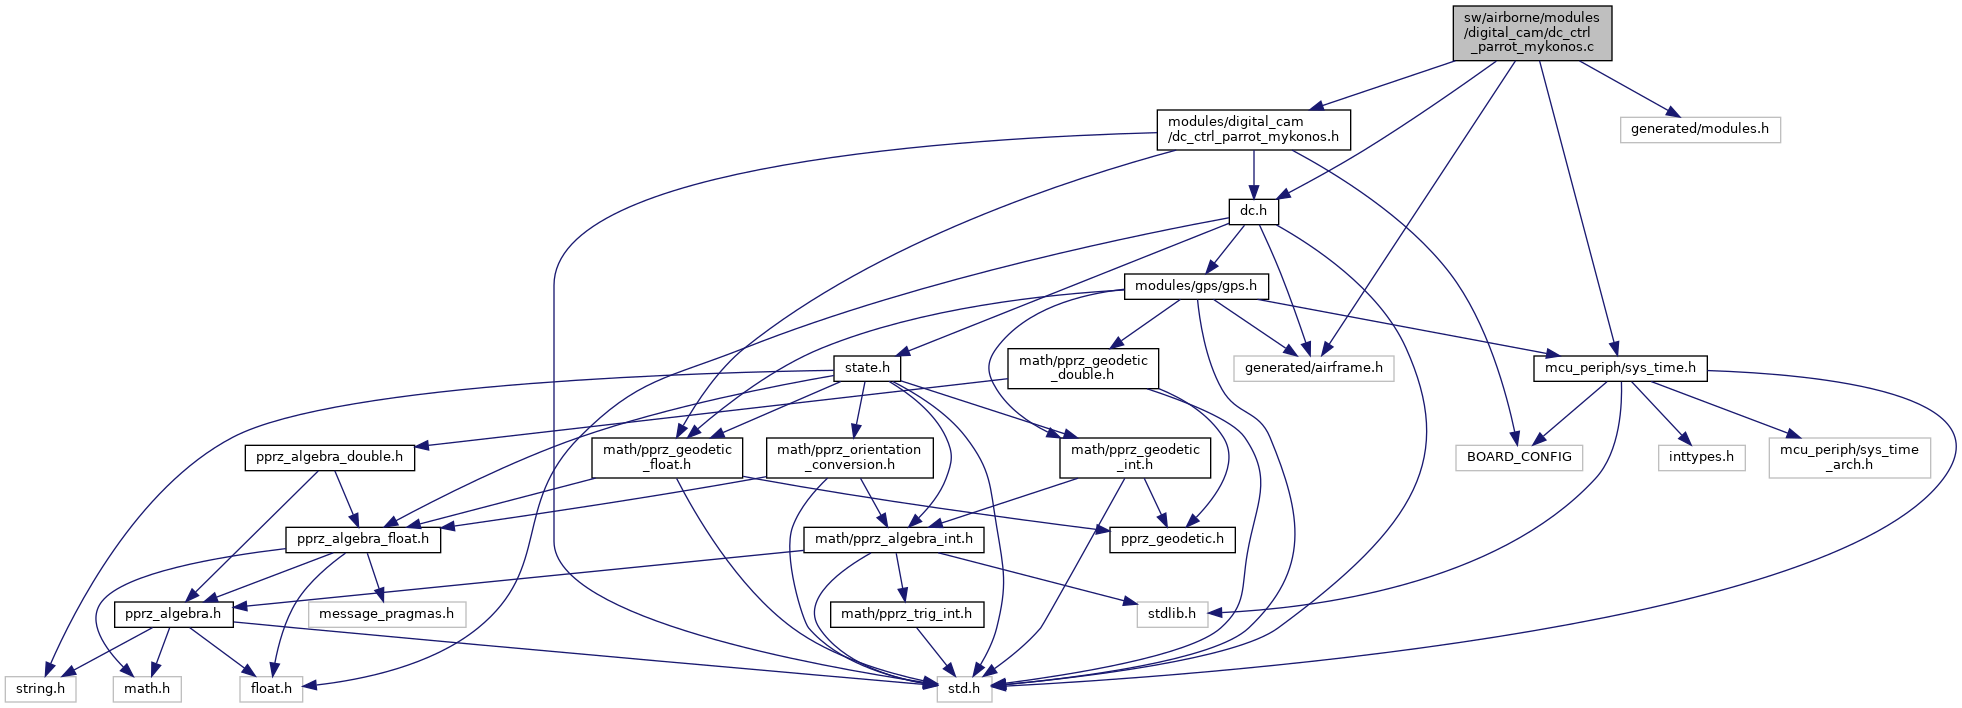 sw/airborne/modules
/digital_cam/dc_ctrl
_parrot_mykonos.c
modules/digital_cam
/dc_ctrl_parrot_mykonos.h
generated/modules.h
dc.h
modules/gps/gps.h
state.h
math/pprz_geodetic
_double.h
generated/airframe.h
mcu_periph/sys_time.h
pprz_algebra_double.h
math/pprz_geodetic
_float.h
math/pprz_orientation
_conversion.h
math/pprz_geodetic
_int.h
BOARD_CONFIG
inttypes.h
mcu_periph/sys_time
_arch.h
pprz_algebra_float.h
math/pprz_algebra_int.h
pprz_geodetic.h
pprz_algebra.h
message_pragmas.h
math/pprz_trig_int.h
stdlib.h
string.h
math.h
float.h
std.h